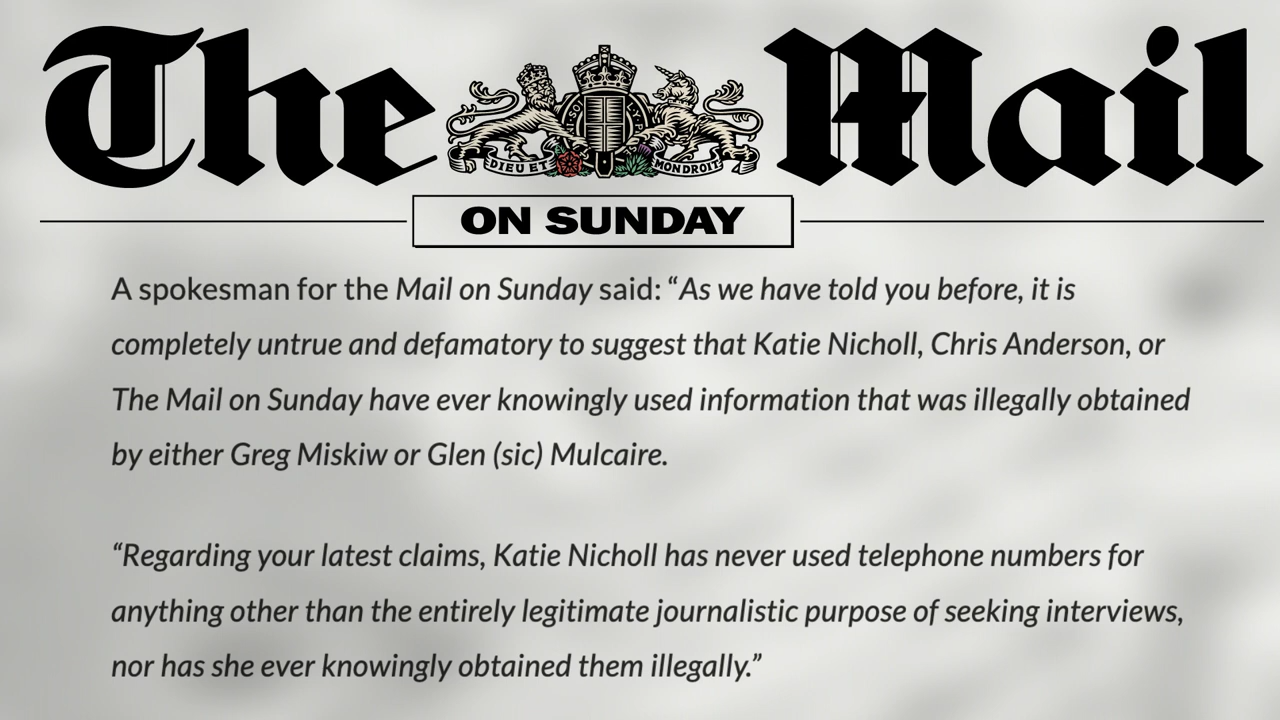 The Mail
DIEU ET MON DROIT
ON SUNDAY
A spokesman for the Mail on Sunday said: “As we have told you before, it is
completely untrue and defamatory to suggest that Katie Nicholl, Chris Anderson, or
The Mail on Sunday have ever knowingly used information that was illegally obtained
by either Greg Miskiw or Glen (sic) Mulcaire.
“Regarding your latest claims, Katie Nicholl has never used telephone numbers for
anything other than the entirely legitimate journalistic purpose of seeking interviews,
nor has she ever knowingly obtained them illegally.”